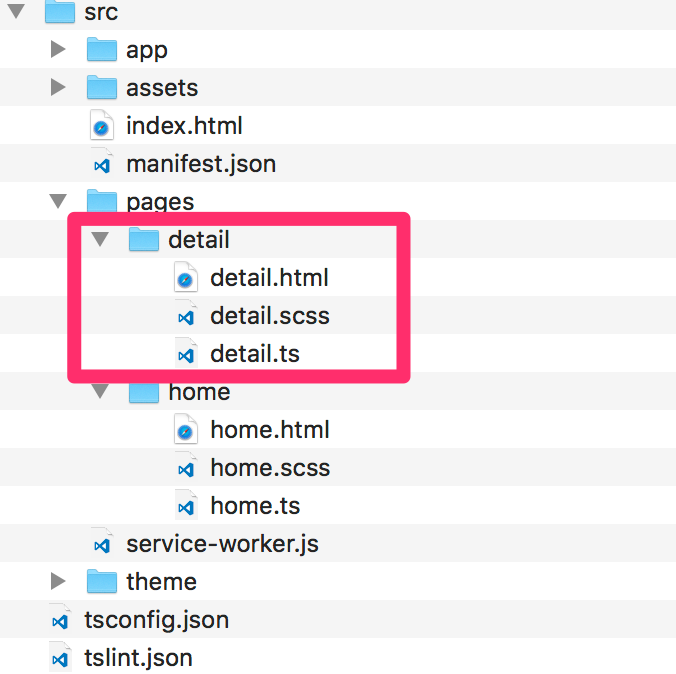 src
app
assets
index.html
manifest.json
pages
detail
detail.html
detail.scss
detail.ts
home
home.html
home.scss
home.ts
service-worker.js
theme
tsconfig.json
tslint.json